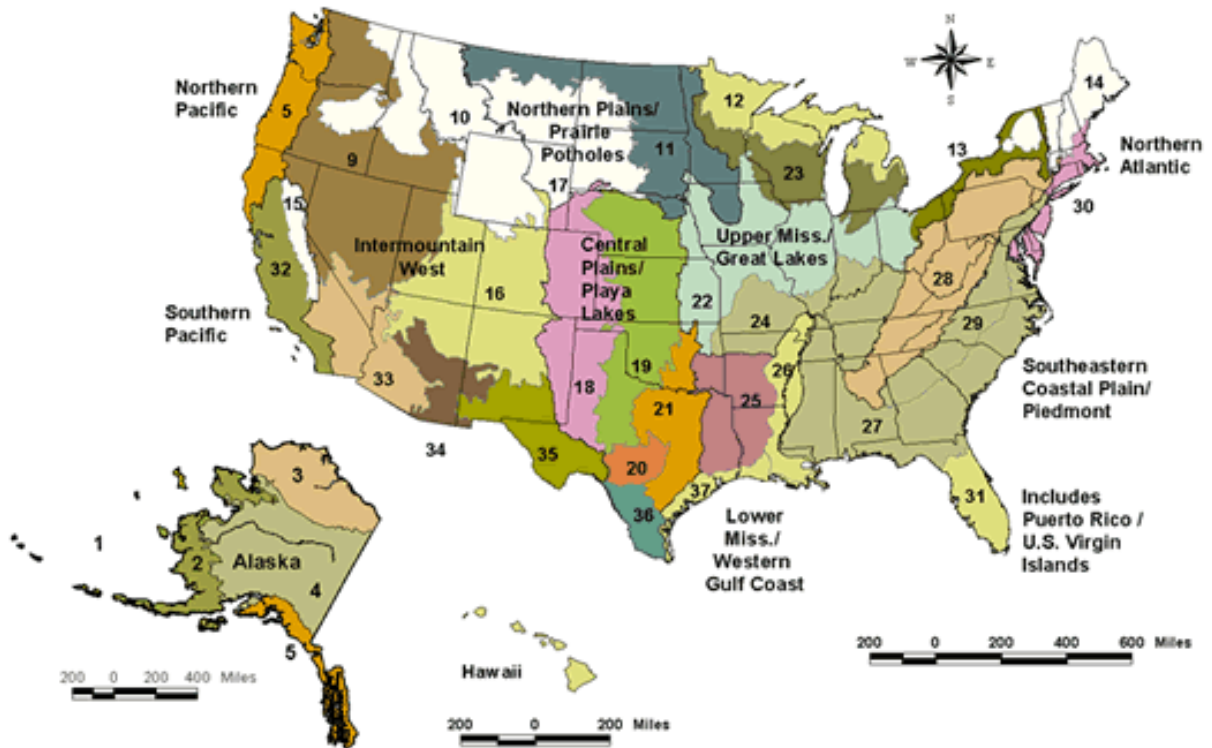 N
W E
S
Northern
Pacific
5
9
10
Northern Plains/
Prairie
Potholes
11
12
13
14
Northern
Atlantic
15
17
23
30
Intermountain
West
16
Central
Plains/
Playa
Lakes
Upper Miss./
Great Lakes
32
Southern
Pacific
22
24
28
29
33
18
19
26
25
21
Southeastern
Coastal Plain/
Piedmont
27
34
35
20
37
36
31
Lower
Miss./
Western
Gulf Coast
Includes
Puerto Rico /
U.S. Virgin
Islands
3
1
2
Alaska
4
5
200 0 200 400 Miles
Hawaii
200 0 200 Miles
200 0 200 400 600 Miles